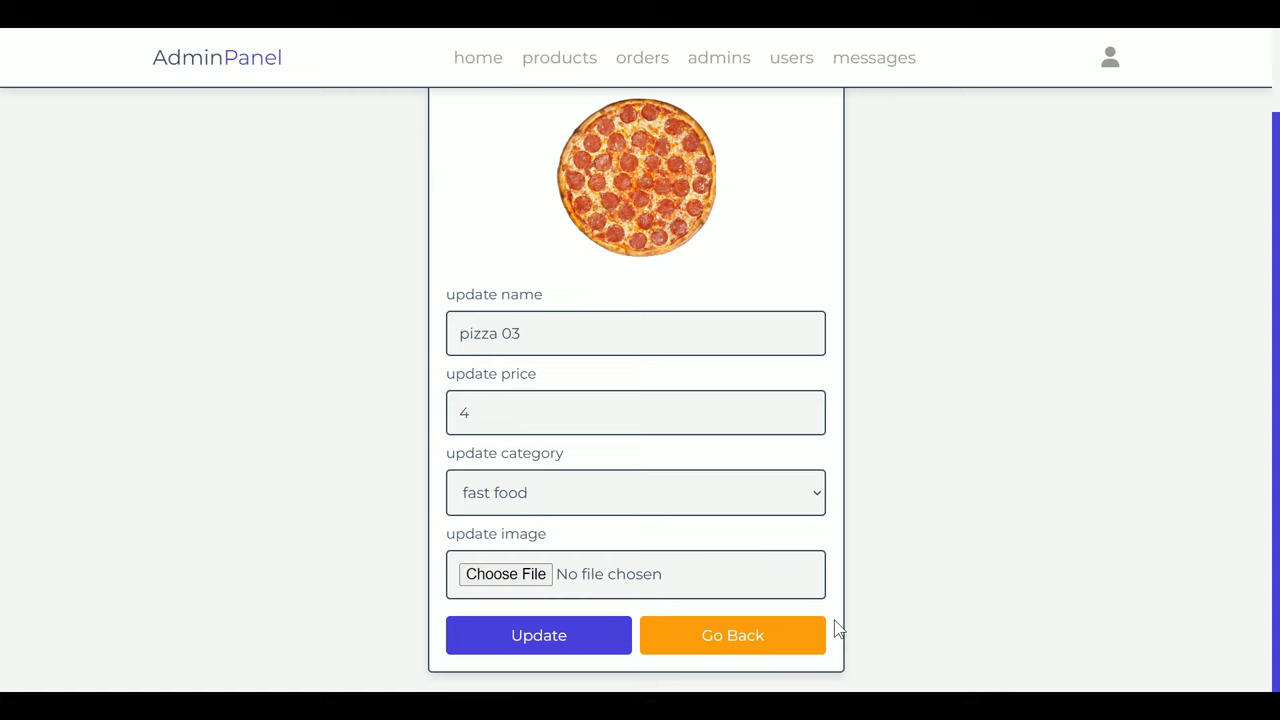 AdminPanel home products orders admins users messages
update name
pizza 03
update price
4
update category
fast food
update image
Choose File No file chosen
Update Go Back